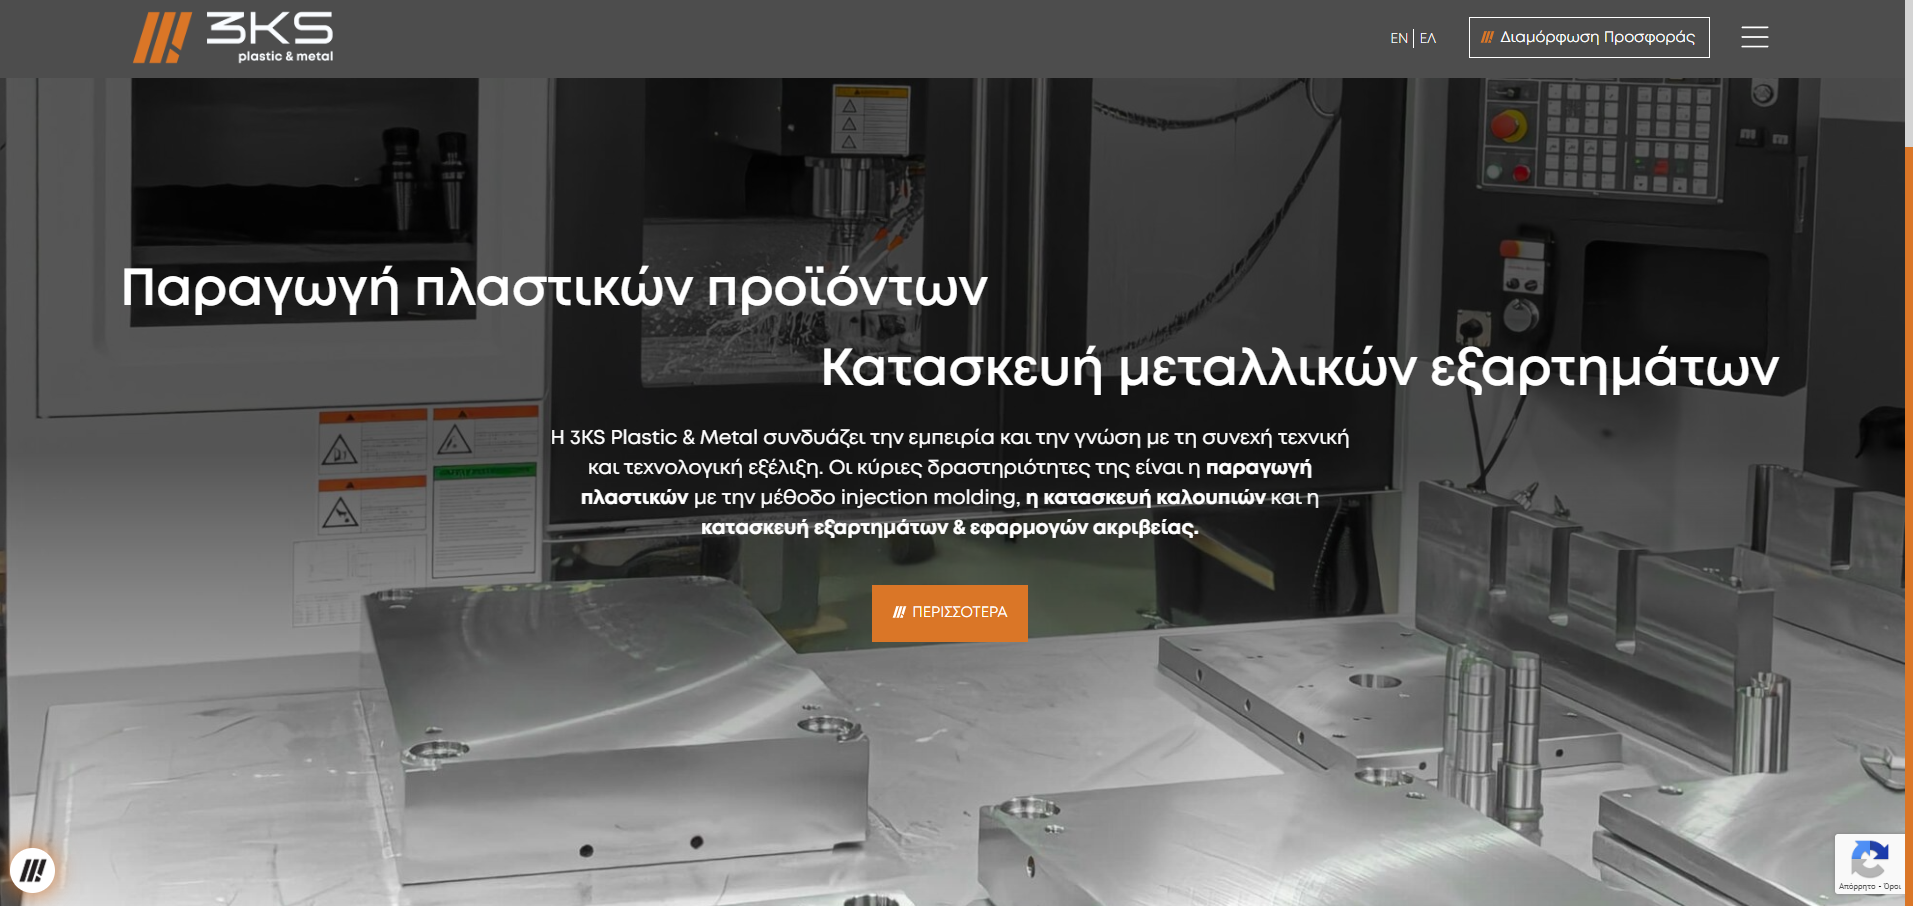 3KS
plastic & metal
EN | ΕΛ
Διαμόρφωση Προσφοράς
Παραγωγή πλαστικών προϊόντων
Κατασκευή μεταλλικών εξαρτημάτων
Η 3KS Plastic & Metal συνδυάζει την εμπειρία και την γνώση με τη συνεχή τεχνική
και τεχνολογική εξέλιξη. Οι κύριες δραστηριότητες της είναι η παραγωγή
πλαστικών με την μέθοδο injection molding, η κατασκευή καλουπιών και η
κατασκευή εξαρτημάτων & εφαρμογών ακριβείας.
ΠΕΡΙΣΣΟΤΕΡΑ
Απόρρητο - Όροι